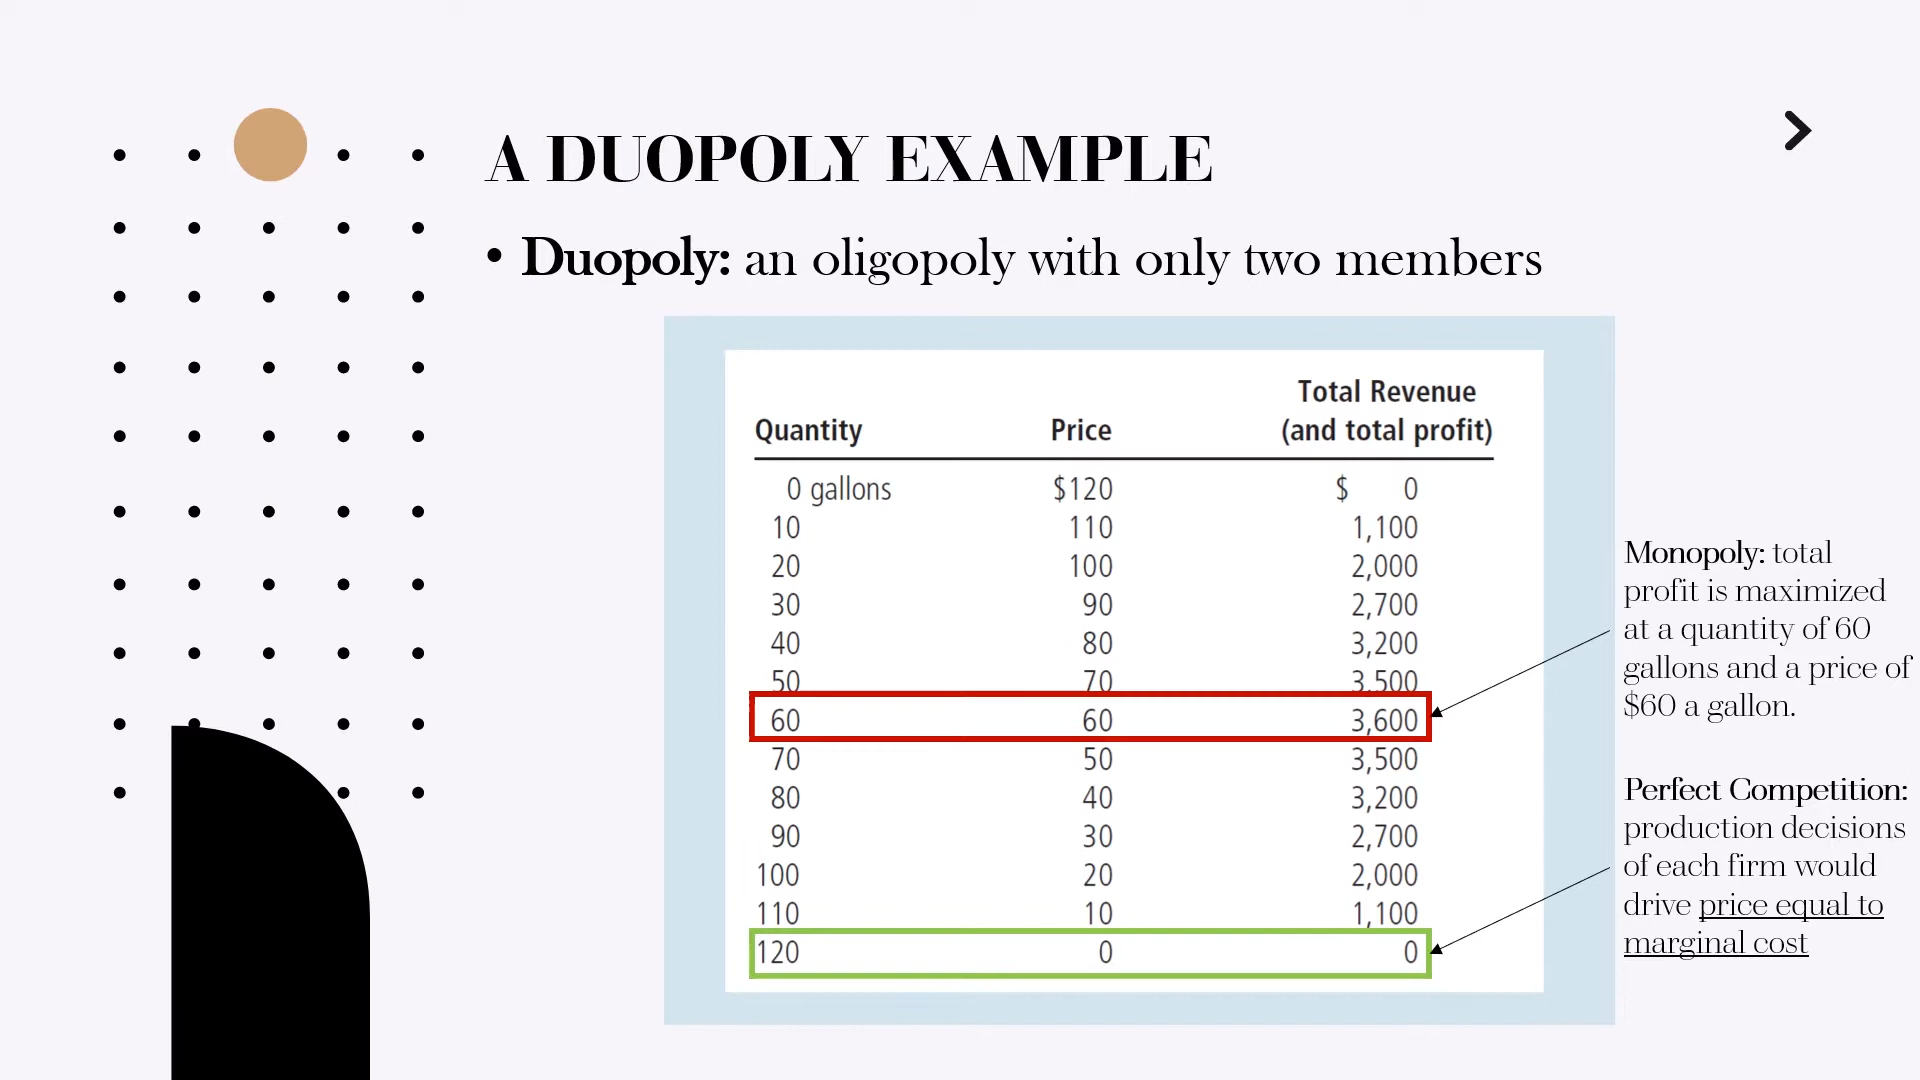 A DUOPOLY EXAMPLE
• Duopoly: an oligopoly with only two members
Total Revenue
Quantity Price (and total profit)
0 gallons $120 $ 0
10 110 1,100
20 100 2,000
30 90 2,700
40 80 3,200
50 70 3,500
60 60 3,600
70 50 3,500
80 40 3,200
90 30 2,700
100 20 2,000
110 10 1,100
120 0 0
Monopoly: total
profit is maximized
at a quantity of 60
gallons and a price of
$60 a gallon.
Perfect Competition:
production decisions
of each firm would
drive price equal to
marginal cost